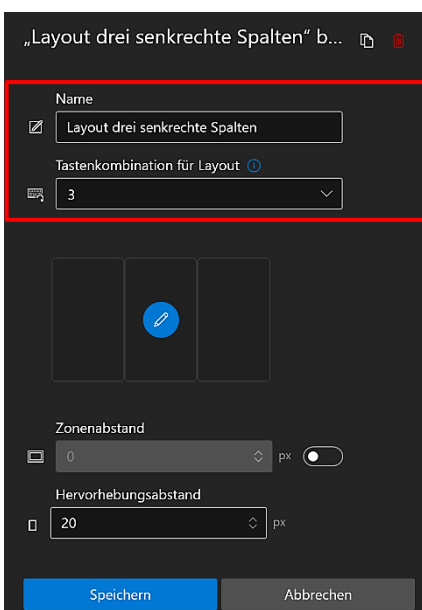 „Layout drei senkrechte Spalten“ b...
Name
Layout drei senkrechte Spalten
Tastenkombination für Layout
3
Zonenabstand
0 px
Hervorhebungsabstand
20 px
Speichern Abbrechen